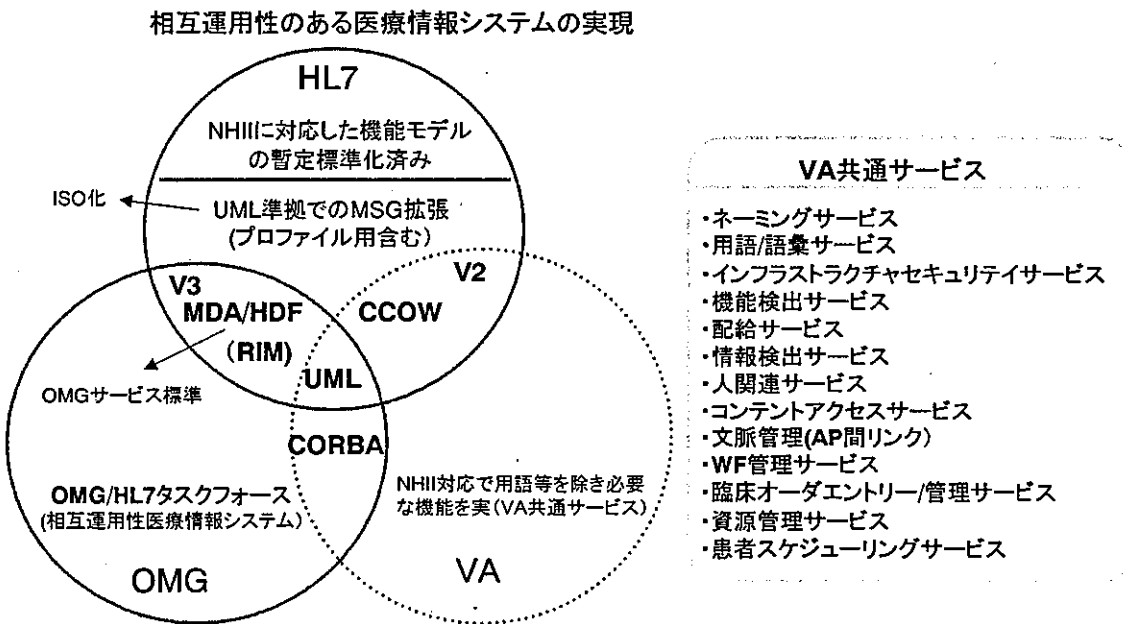 相互運用性のある医療情報システムの実現
HL7
NHIIに対応した機能モデル
の暫定標準化済み
ISO化
UML準拠でのMSG拡張
(プロファイル用含む)
V3
V2
MDA/HDF
CCOW
(RIM)
UML
OMGサービス標準
CORBA
OMG/HL7タスクフォース
(相互運用性医療情報システム)
NHII対応で用語等を除き必要
な機能を実(VA共通サービス)
OMG
VA
VA共通サービス
・ネーミングサービス
・用語/語彙サービス
・インフラストラクチャセキュリテイサービス
・機能検出サービス
・配給サービス
・情報検出サービス
・人関連サービス
・コンテントアクセスサービス
・文脈管理(AP間リンク)
・WF管理サービス
・臨床オーダエントリー/管理サービス
・資源管理サービス
・患者スケジューリングサービス